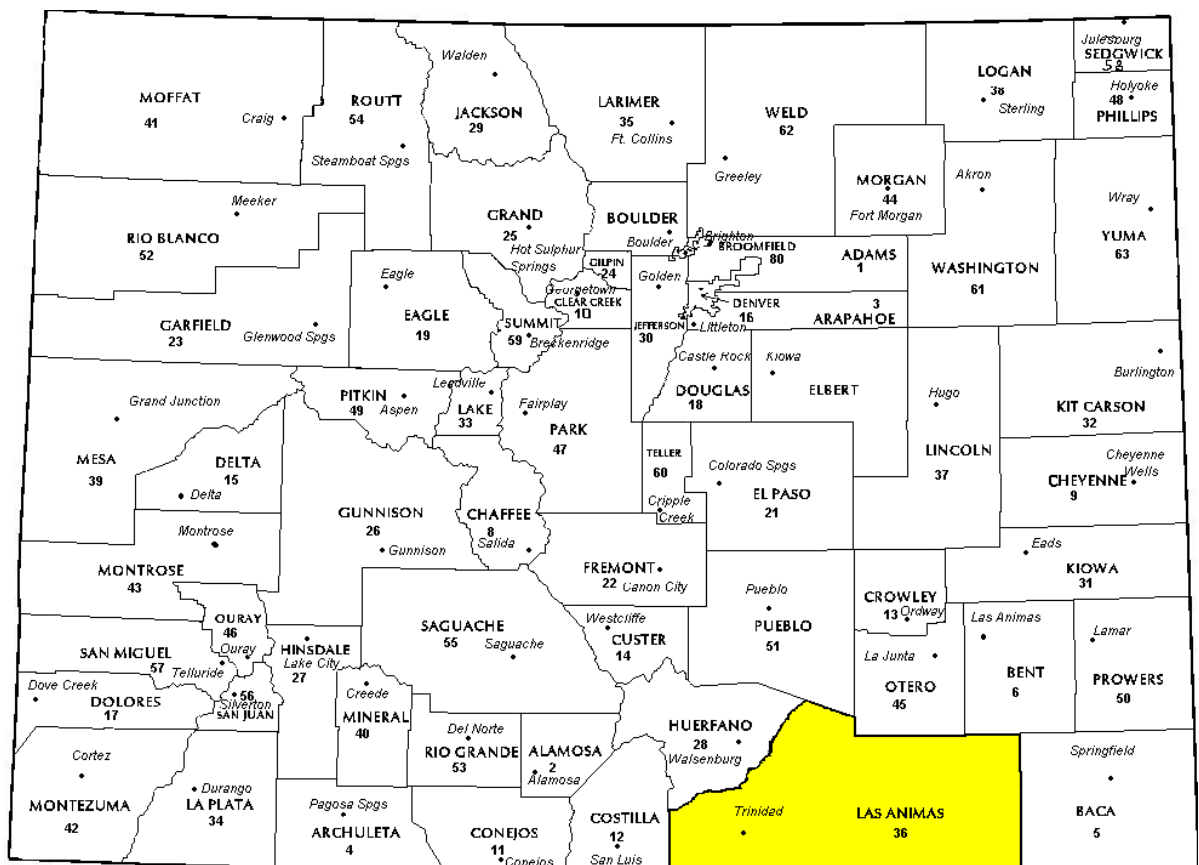 MOFFAT
41
Craig
ROUTT
54
Steamboat Spgs
Walden
JACKSON
29
LARIMER
35
Ft. Collins
WELD
62
Greeley
LOGAN
38
Sterling
Julesburg
SEDGWICK
58
Holyoke
48
PHILLIPS
MORGAN
44
Fort Morgan
Akron
WASHINGTON
61
Wray
YUMA
63
Meeker
RIO BLANCO
52
GRAND
25
Hot Sulphur
Springs
BOULDER
Boulder
Brighton
BROOMFIELD
80
ADAMS
1
GILPIN
24
Golden
JEFFERSON
30
Georgetown
CLEAR CREEK
10
DENVER
16
3
ARAPAHOE
Littleton
GARFIELD
23
Glenwood Spgs
Eagle
EAGLE
19
SUMMIT
59
Breckenridge
Castle Rock
DOUGLAS
18
Kiowa
ELBERT
Hugo
LINCOLN
37
Burlington
KIT CARSON
32
Grand Junction
MESA
39
PITKIN
49
Aspen
Leadville
LAKE
33
Fairplay
PARK
47
TELLER
60
Cripple
Creek
Colorado Spgs
EL PASO
21
Cheyenne
Wells
CHEYENNE
9
DELTA
15
Delta
GUNNISON
26
Gunnison
CHAFFEE
8
Salida
Montrose
MONTROSE
43
FREMONT
22
Canon City
Pueblo
PUEBLO
51
CROWLEY
13
Ordway
Eads
KIOWA
31
OURAY
46
Ouray
HINSDALE
Lake City
27
SAGUACHE
55
Saguache
Westcliffe
CUSTER
14
La Junta
OTERO
45
Las Animas
BENT
6
Lamar
PROWERS
50
SAN MIGUEL
57
Telluride
Dove Creek
DOLORES
17
56
Silverton
SAN JUAN
Creede
MINERAL
40
Del Norte
RIO GRANDE
53
ALAMOSA
2
Alamosa
HUERFANO
28
Walsenburg
Cortez
MONTEZUMA
42
Durango
LA PLATA
34
Pagosa Spgs
ARCHULETA
4
CONEJOS
11
Conejos
COSTILLA
12
San Luis
Trinidad
LAS ANIMAS
36
Springfield
BACA
5